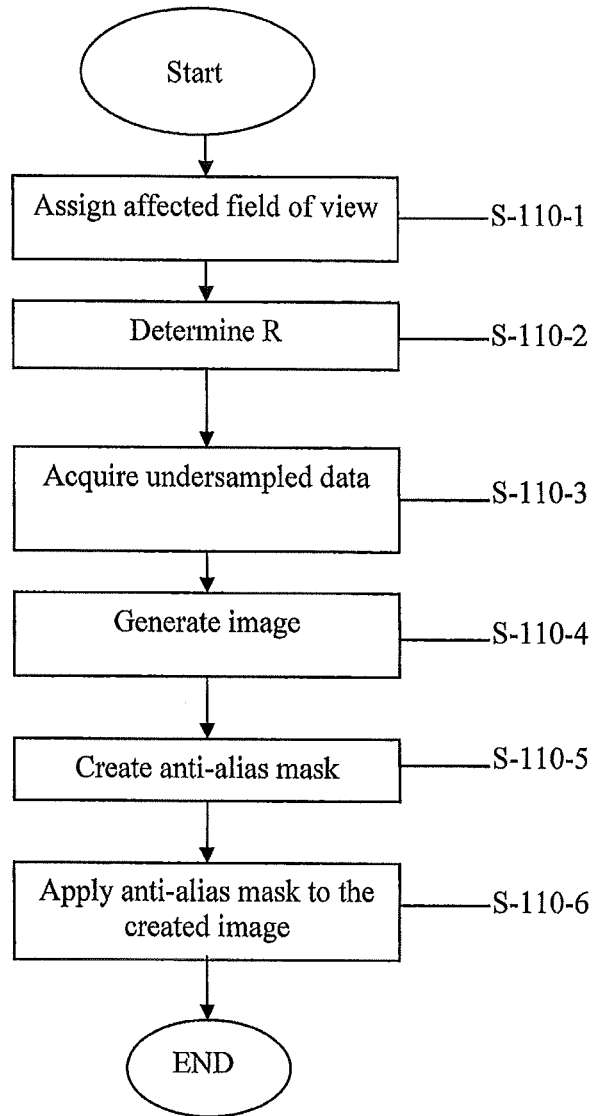 Start
Assign affected field of view
S-110-1
Determine R
S-110-2
Acquire undersampled data
S-110-3
Generate image
S-110-4
Create anti-alias mask
S-110-5
Apply anti-alias mask to the
created image
S-110-6
END